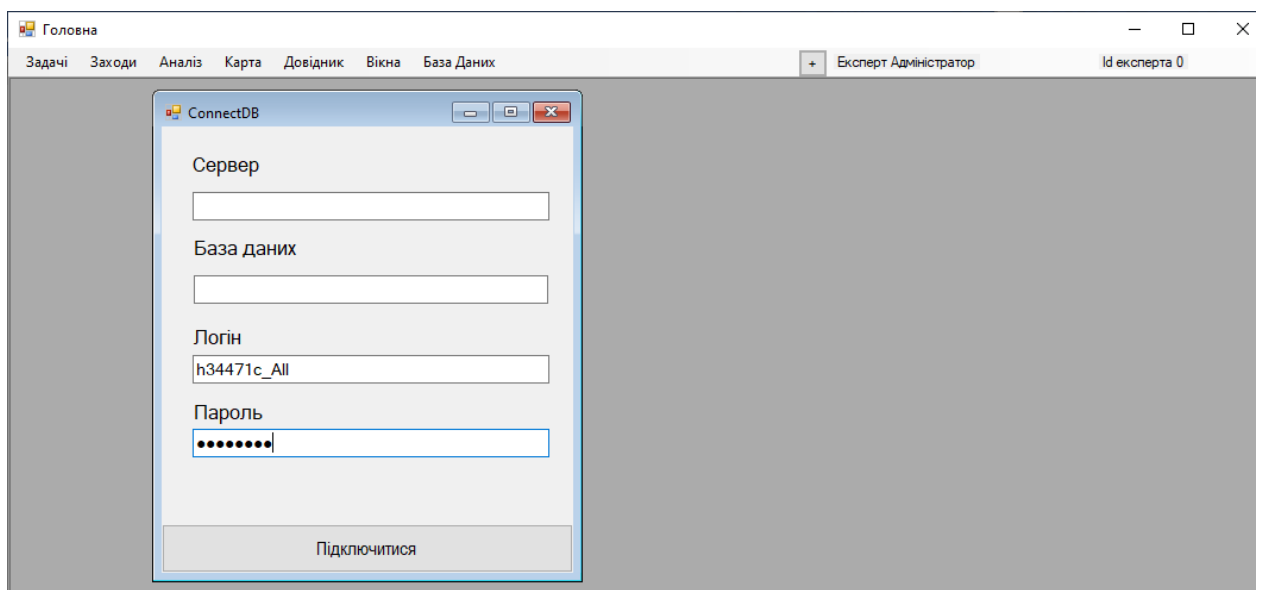 Головна
Задачі Заходи Аналіз Карта Довідник Вікна База Даних + Експерт Адміністратор Id експерта 0
ConnectDB
Сервер
База даних
Логін
h34471c_All
Пароль
••••••••
Підключитися